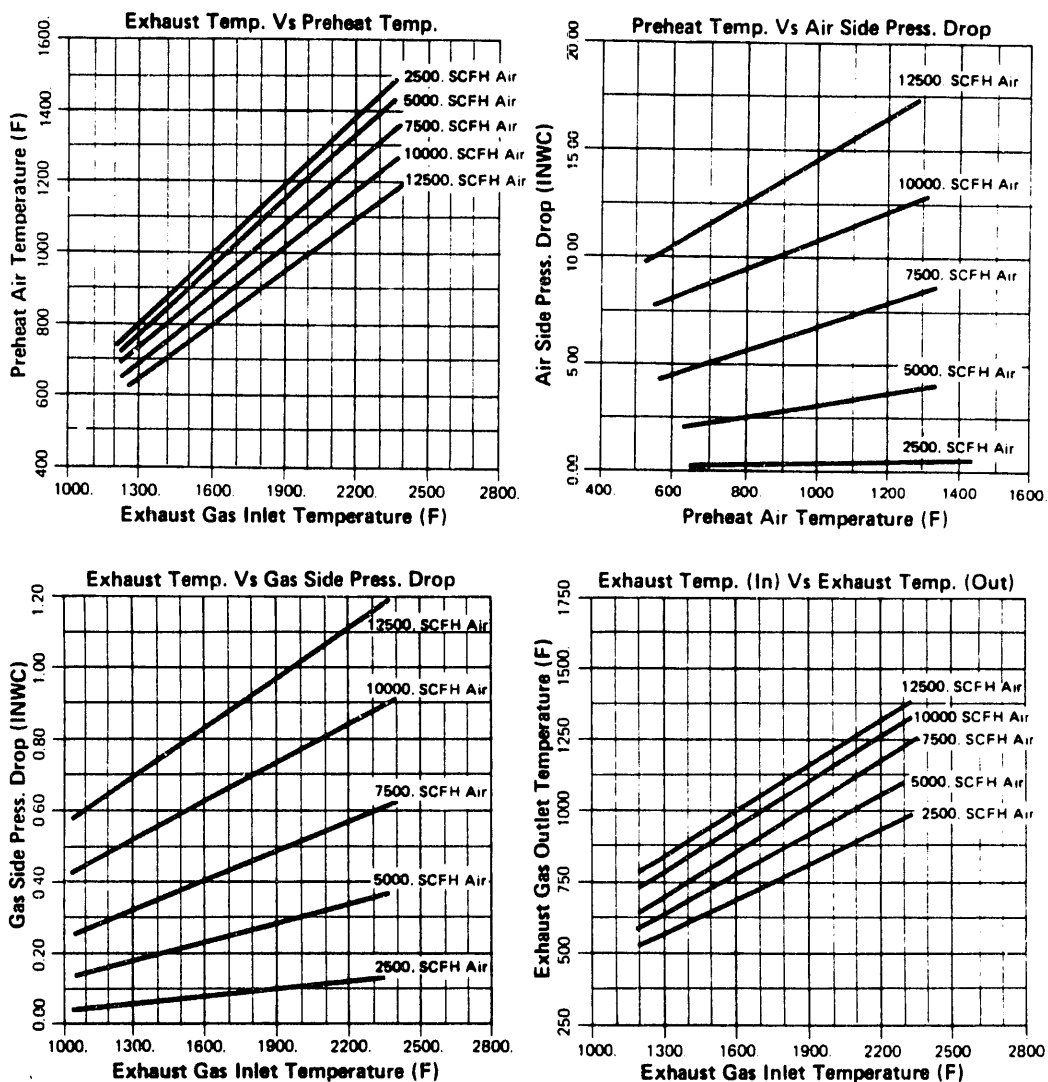 Exhaust Temp. Vs Preheat Temp.
Preheat Air Temperature (F)
1600.
1400.
1200
1000
800
600.
400
2500. SCFH Air
5000. SCFH Air
7500. SCFH Air
10000. SCFH Air
12500. SCFH Air
1000. 1300. 1600. 1900. 2200. 2500. 2800.
Exhaust Gas Inlet Temperature (F)
Preheat Temp. Vs Air Side Press. Drop
Air Side Press. Drop (INWC)
20.00
15.00
10.00
5.00
0.00
12500. SCFH Air
10000. SCFH Air
7500. SCFH Air
5000. SCFH Air
2500. SCFH Air
400 600. 800. 1000. 1200. 1400 1600.
Preheat Air Temperature (F)
Exhaust Temp. Vs Gas Side Press. Drop
Gas Side Press. Drop (INWC)
1.20
1.00
0.80
0.60
0.40
0.20
0.00
12500. SCFH Air
10000. SCFH Air
7500. SCFH Air
5000. SCFH Air
2500. SCFH Air
1000. 1300. 1600. 1900. 2200. 2500. 2800.
Exhaust Gas Inlet Temperature (F)
Exhaust Temp. (In) Vs Exhaust Temp. (Out)
Exhaust Gas Outlet Temperature (F)
1750
1500.
1250
1000.
750.
500.
250
12500. SCFH Air
10000 SCFH Air
7500. SCFH Air
5000. SCFH Air
2500. SCFH Air
1000. 1300. 1600. 1900. 2200. 2500. 2800.
Exhaust Gas Inlet Temperature (F)